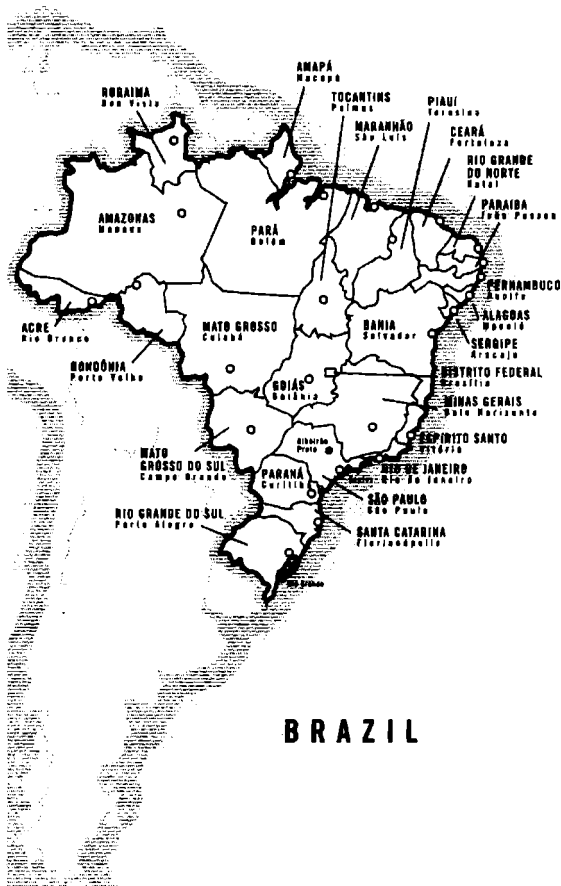 AMAPÁ
Macapá
RORAIMA
Boa Vista
TOCANTINS
Palmas
PIAUÍ
Teresina
MARANHÃO
São Luís
CEARÁ
Fortaleza
RIO GRANDE
DO NORTE
Natal
PARAIBA
João Pessoa
AMAZONAS
Manaus
PARÁ
Belém
PERNAMBUCO
Recife
ALAGOAS
Maceió
SERGIPE
Aracaju
ACRE
Rio Branco
MATO GROSSO
Cuiabá
BAHIA
Salvador
RONDÔNIA
Porto Velho
GOIÁS
Goiânia
DISTRITO FEDERAL
Brasília
MINAS GERAIS
Belo Horizonte
ESPIRITO SANTO
Vitória
Ribeirão
Preto
MATO
GROSSO DO SUL
Campo Grande
PARANÁ
Curitiba
RIO DE JANEIRO
Rio de Janeiro
SÃO PAULO
São Paulo
RIO GRANDE DO SUL
Porto Alegre
SANTA CATARINA
Florianópolis
Rio Grande
BRAZIL